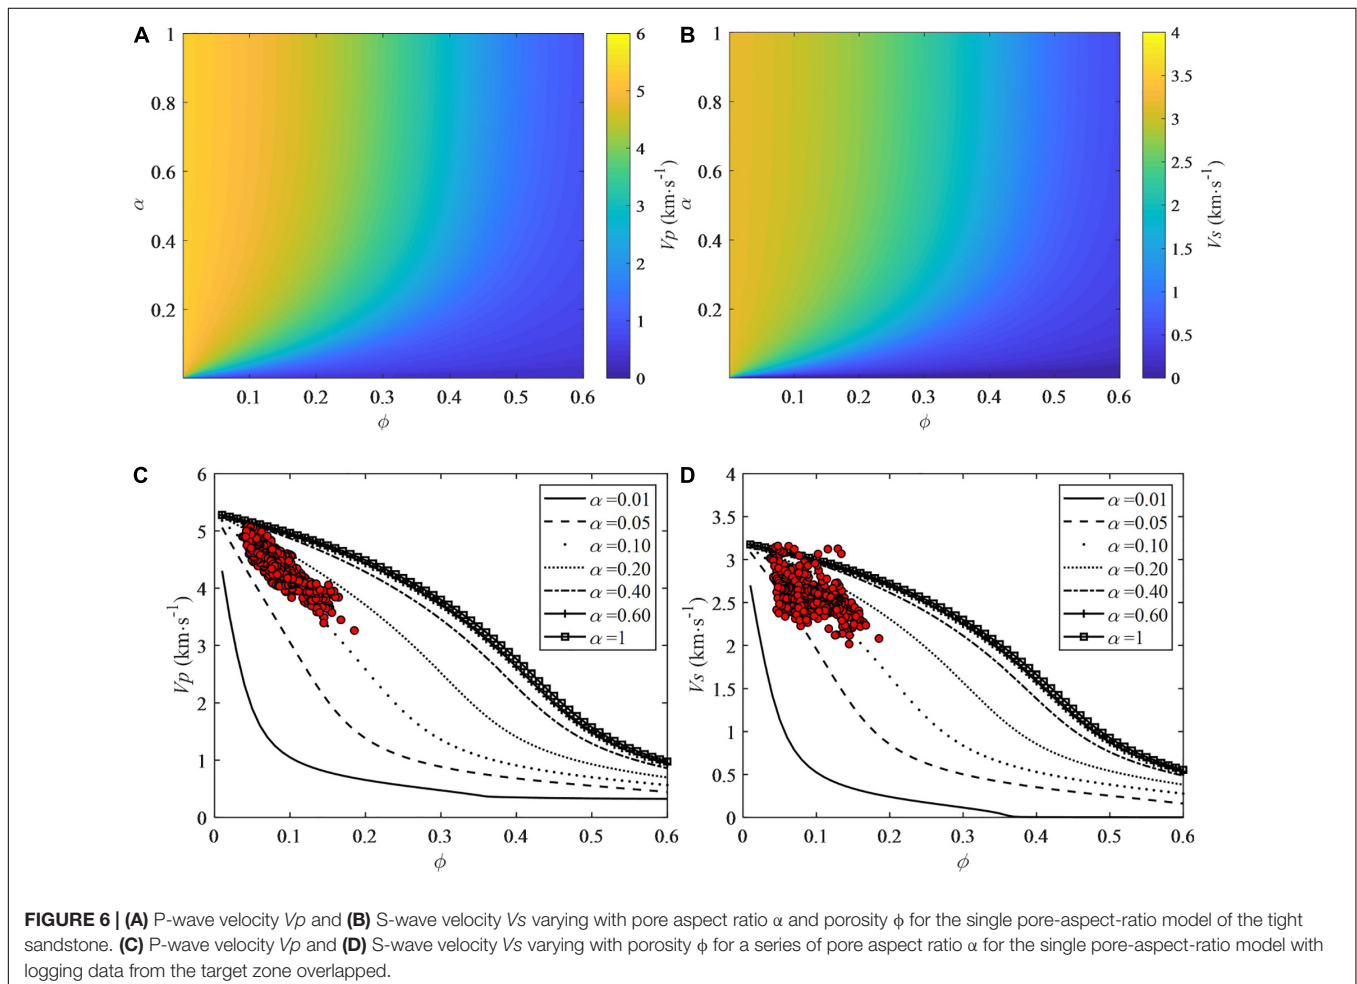 A
1
0.8
0.6
0.4
0.2
α
0.1 0.2 0.3 0.4 0.5 0.6
ϕ
6
5
4
3
2
1
0
Vp (km·s⁻¹)
B
1
0.8
0.6
0.4
0.2
α
0.1 0.2 0.3 0.4 0.5 0.6
ϕ
4
3.5
3
2.5
2
1.5
1
0.5
0
Vs (km·s⁻¹)
C
6
5
4
3
2
1
0
Vp (km·s⁻¹)
0 0.1 0.2 0.3 0.4 0.5 0.6
ϕ
α=0.01
α=0.05
α=0.10
α=0.20
α=0.40
α=0.60
α=1
D
4
3.5
3
2.5
2
1.5
1
0.5
0
Vs (km·s⁻¹)
0 0.1 0.2 0.3 0.4 0.5 0.6
ϕ
α=0.01
α=0.05
α=0.10
α=0.20
α=0.40
α=0.60
α=1
FIGURE 6 | (A) P-wave velocity Vp and (B) S-wave velocity Vs varying with pore aspect ratio α and porosity ϕ for the single pore-aspect-ratio model of the tight
sandstone. (C) P-wave velocity Vp and (D) S-wave velocity Vs varying with porosity ϕ for a series of pore aspect ratio α for the single pore-aspect-ratio model with
logging data from the target zone overlapped.